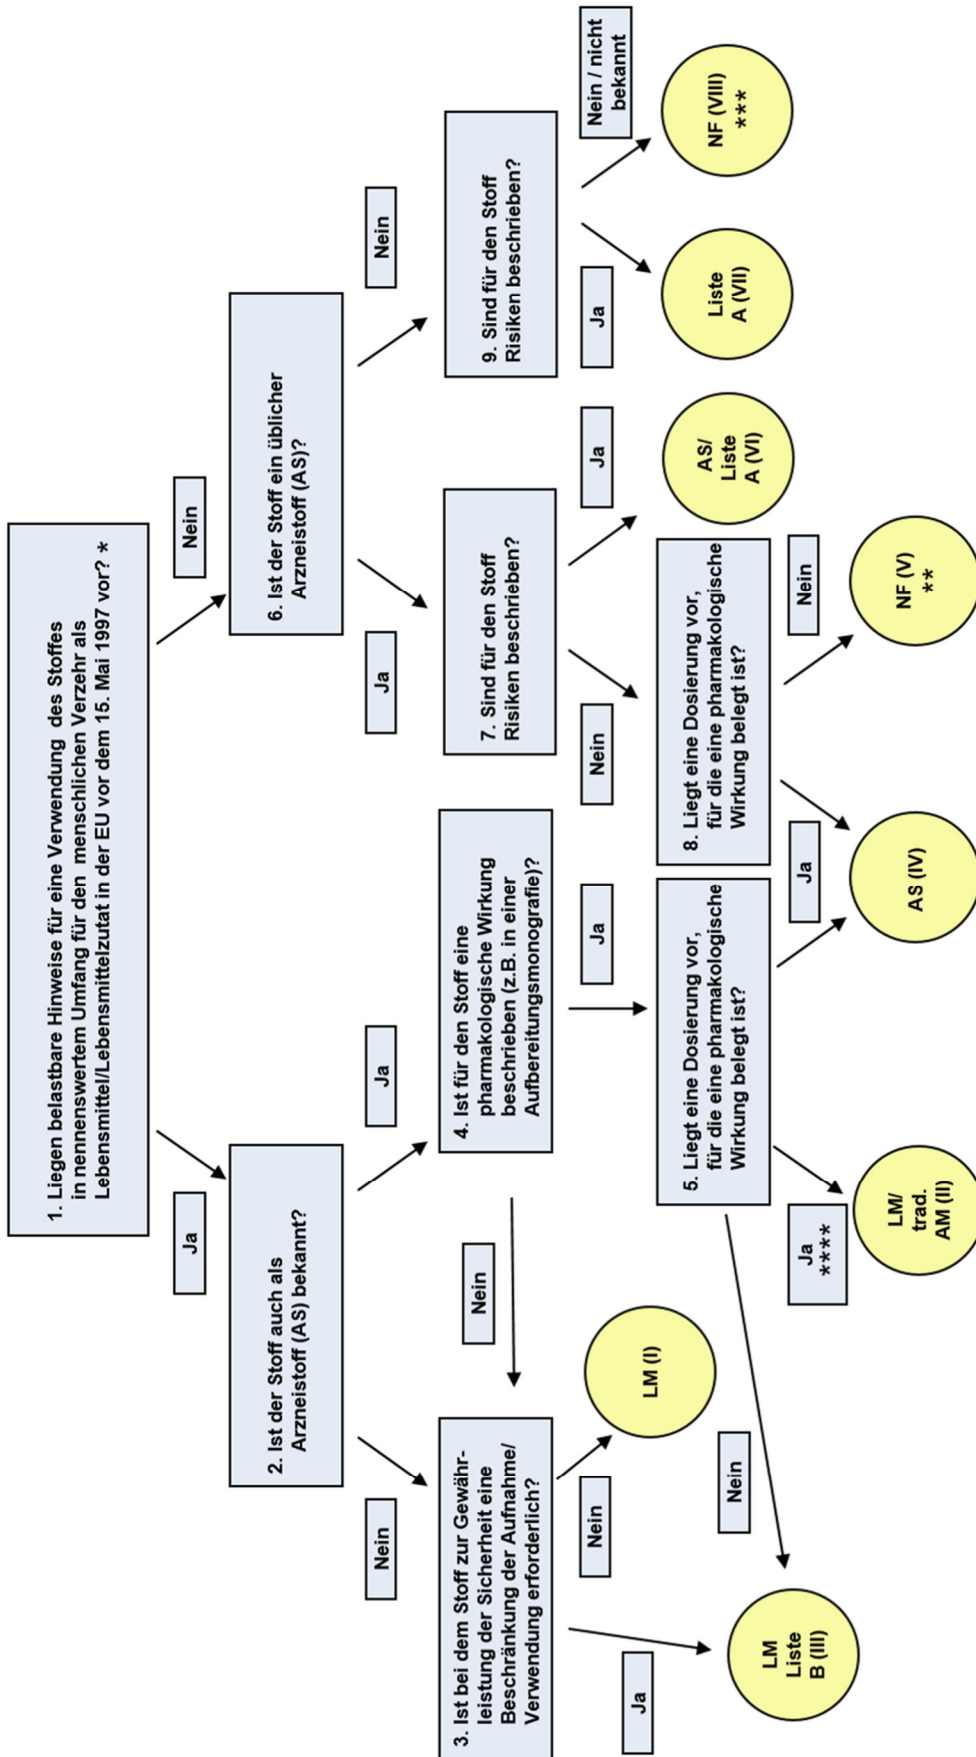 1. Liegen belastbare Hinweise für eine Verwendung des Stoffes
in nennenswertem Umfang für den menschlichen Verzehr als
Lebensmittel/Lebensmittelzutat in der EU vor dem 15. Mai 1997 vor? *
Ja
Nein
2. Ist der Stoff auch als
Arzneistoff (AS) bekannt?
6. Ist der Stoff ein üblicher
Arzneistoff (AS)?
Nein
Ja
Ja
Nein
3. Ist bei dem Stoff zur Gewähr-
leistung der Sicherheit eine
Beschränkung der Aufnahme/
Verwendung erforderlich?
Nein
4. Ist für den Stoff eine
pharmakologische Wirkung
beschrieben (z.B. in einer
Aufbereitungsmonografie)?
7. Sind für den Stoff
Risiken beschrieben?
9. Sind für den Stoff
Risiken beschrieben?
Ja
Nein
Ja
Nein
Ja
Ja
Nein / nicht
bekannt
LM (I)
Nein
5. Liegt eine Dosierung vor,
für die eine pharmakologische
Wirkung belegt ist?
8. Liegt eine Dosierung vor,
für die eine pharmakologische
Wirkung belegt ist?
AS/
Liste
A (VI)
Liste
A (VII)
NF (VIII)
***
LM
Liste
B (III)
Ja
****
Ja
Nein
LM/
trad.
AM (II)
AS (IV)
NF (V)
**